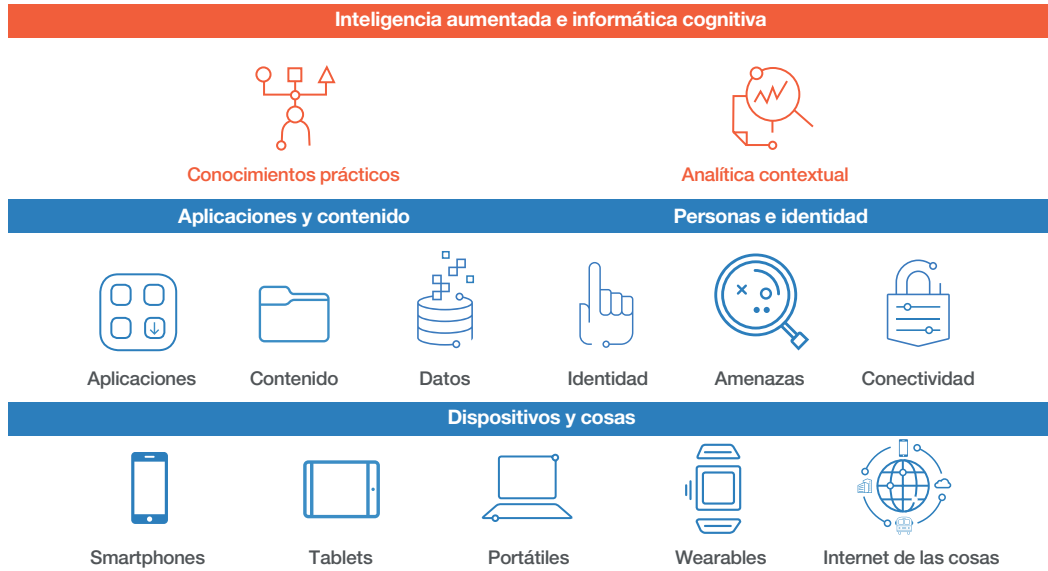 Inteligencia aumentada e informática cognitiva
Conocimientos prácticos
Analítica contextual
Aplicaciones y contenido
Personas e identidad
Aplicaciones
Contenido
Datos
Identidad
Amenazas
Conectividad
Dispositivos y cosas
Smartphones
Tablets
Portátiles
Wearables
Internet de las cosas